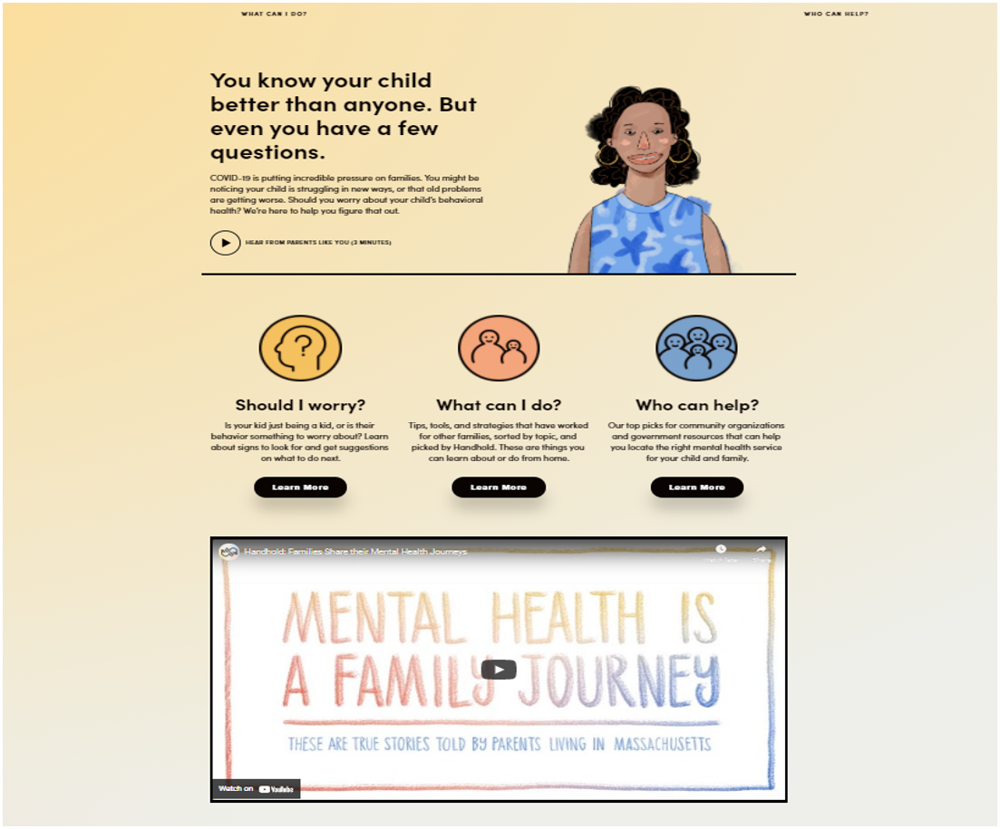 WHAT CAN I DO?
WHO CAN HELP?
You know your child
better than anyone. But
even you have a few
questions.
COVID-19 is putting incredible pressure on families. You might be
noticing your child is struggling in new ways, or that old problems
are getting worse. Should you worry about your child's behavioral
health? We're here to help you figure that out.
HEAR FROM PARENTS LIKE YOU (2 MINUTES)
Should I worry?
Is your kid just being a kid, or is their
behavior something to worry about? Learn
about signs to look for and get suggestions
on what to do next.
Learn More
What can I do?
Tips, tools, and strategies that have worked
for other families, sorted by topic, and
picked by Handhold. These are things you
can learn about or do from home.
Learn More
Who can help?
Our top picks for community organizations
and government resources that can help
you locate the right mental health service
for your child and family.
Learn More
Handhold: Families Share their Mental Health Journeys
Watch later
Share
MENTAL HEALTH IS
A FAMILY JOURNEY
THESE ARE TRUE STORIES TOLD BY PARENTS LIVING IN MASSACHUSETTS
Watch on YouTube